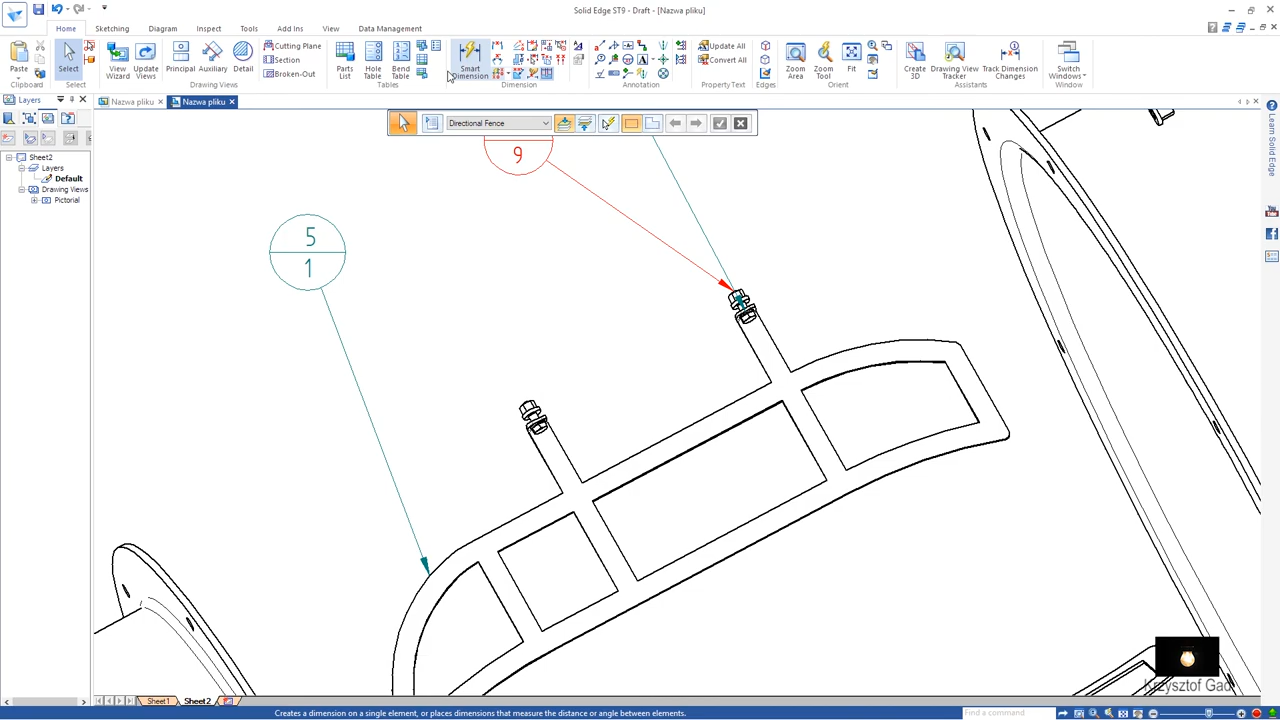 Solid Edge ST9 - Draft - [Nazwa pliku]
Home Sketching Diagram Inspect Tools Add Ins View Data Management
Paste
Clipboard
Select
Select
View Wizard
Update Views
Principal
Auxiliary
Detail
Cutting Plane
Section
Broken-Out
Drawing Views
Parts List
Hole Table
Bend Table
Tables
Smart Dimension
Dimension
Annotation
Update All
Convert All
Property Text
Edges
Zoom Area
Zoom Tool
Fit
Orient
Create 3D
Drawing View Tracker
Track Dimension Changes
Assistants
Switch Windows
Window
Layers
Nazwa pliku
Nazwa pliku
Directional Fence
Sheet2
Layers
Default
Drawing Views
Pictorial
9
5
1
Learn Solid Edge
You Tube
Krzysztof Gad
Sheet1 Sheet2
Creates a dimension on a single element, or places dimensions that measure the distance or angle between elements.
Find a command